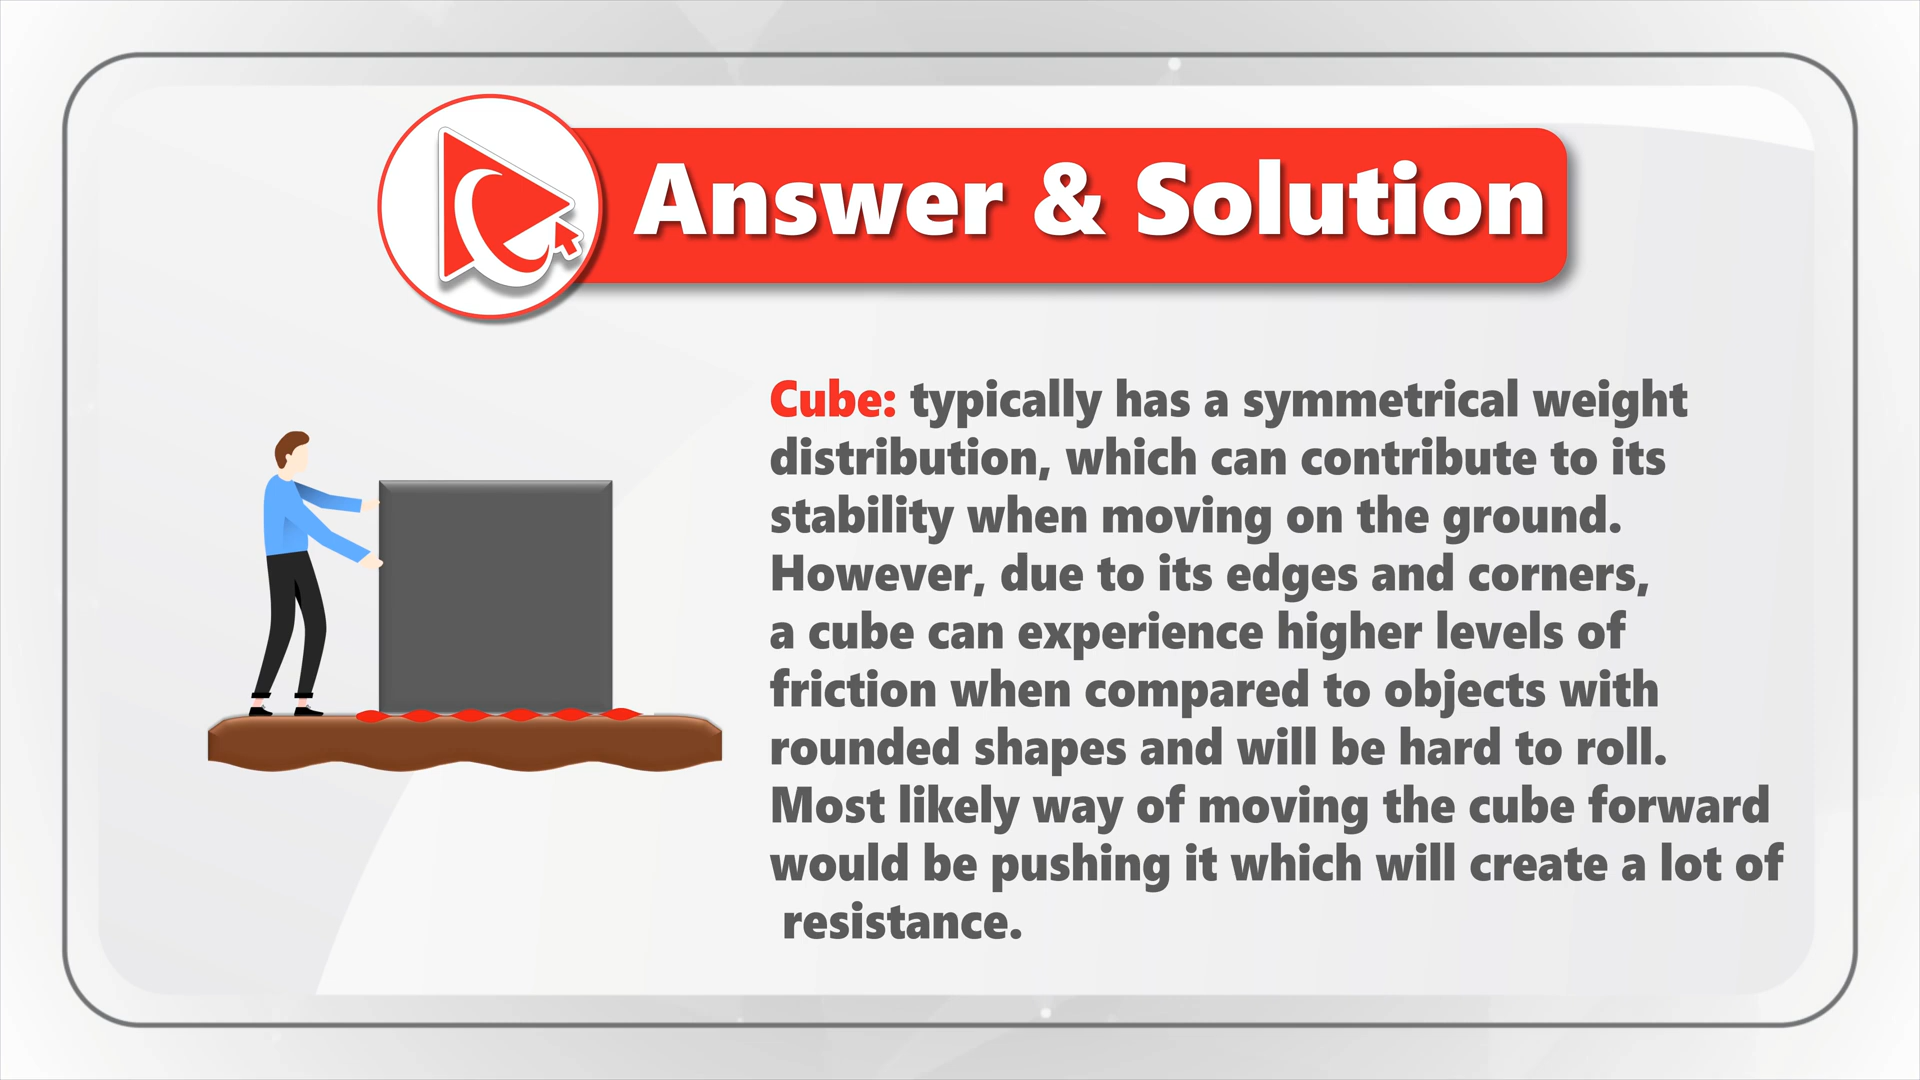 Answer & Solution
Cube: typically has a symmetrical weight
distribution, which can contribute to its
stability when moving on the ground.
However, due to its edges and corners,
a cube can experience higher levels of
friction when compared to objects with
rounded shapes and will be hard to roll.
Most likely way of moving the cube forward
would be pushing it which will create a lot of
resistance.